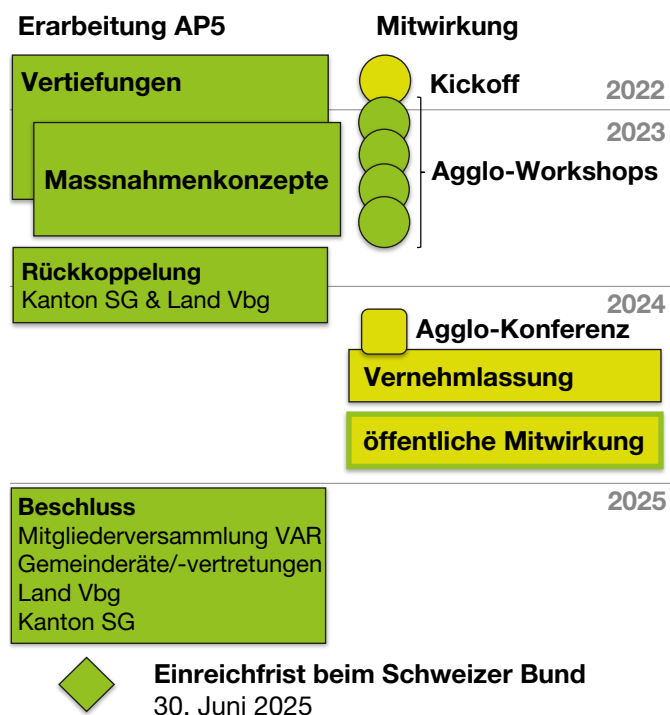 Erarbeitung AP5
Mitwirkung
Vertiefungen
Kickoff
2022
2023
Massnahmenkonzepte
Agglo-Workshops
Rückkoppelung
Kanton SG & Land Vbg
2024
Agglo-Konferenz
Vernehmlassung
öffentliche Mitwirkung
2025
Beschluss
Mitgliederversammlung VAR
Gemeinderäte/-vertretungen
Land Vbg
Kanton SG
Einreichfrist beim Schweizer Bund
30. Juni 2025